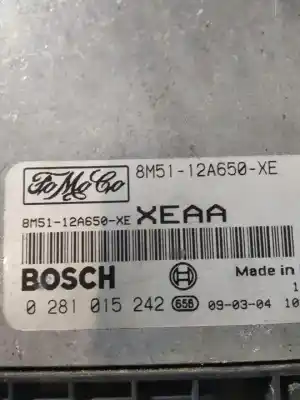 FoMoCo 8M51-12A650-XE
8M51-12A650-XE XEAA
BOSCH Made in
1
0 281 015 242 656 09-03-04 10